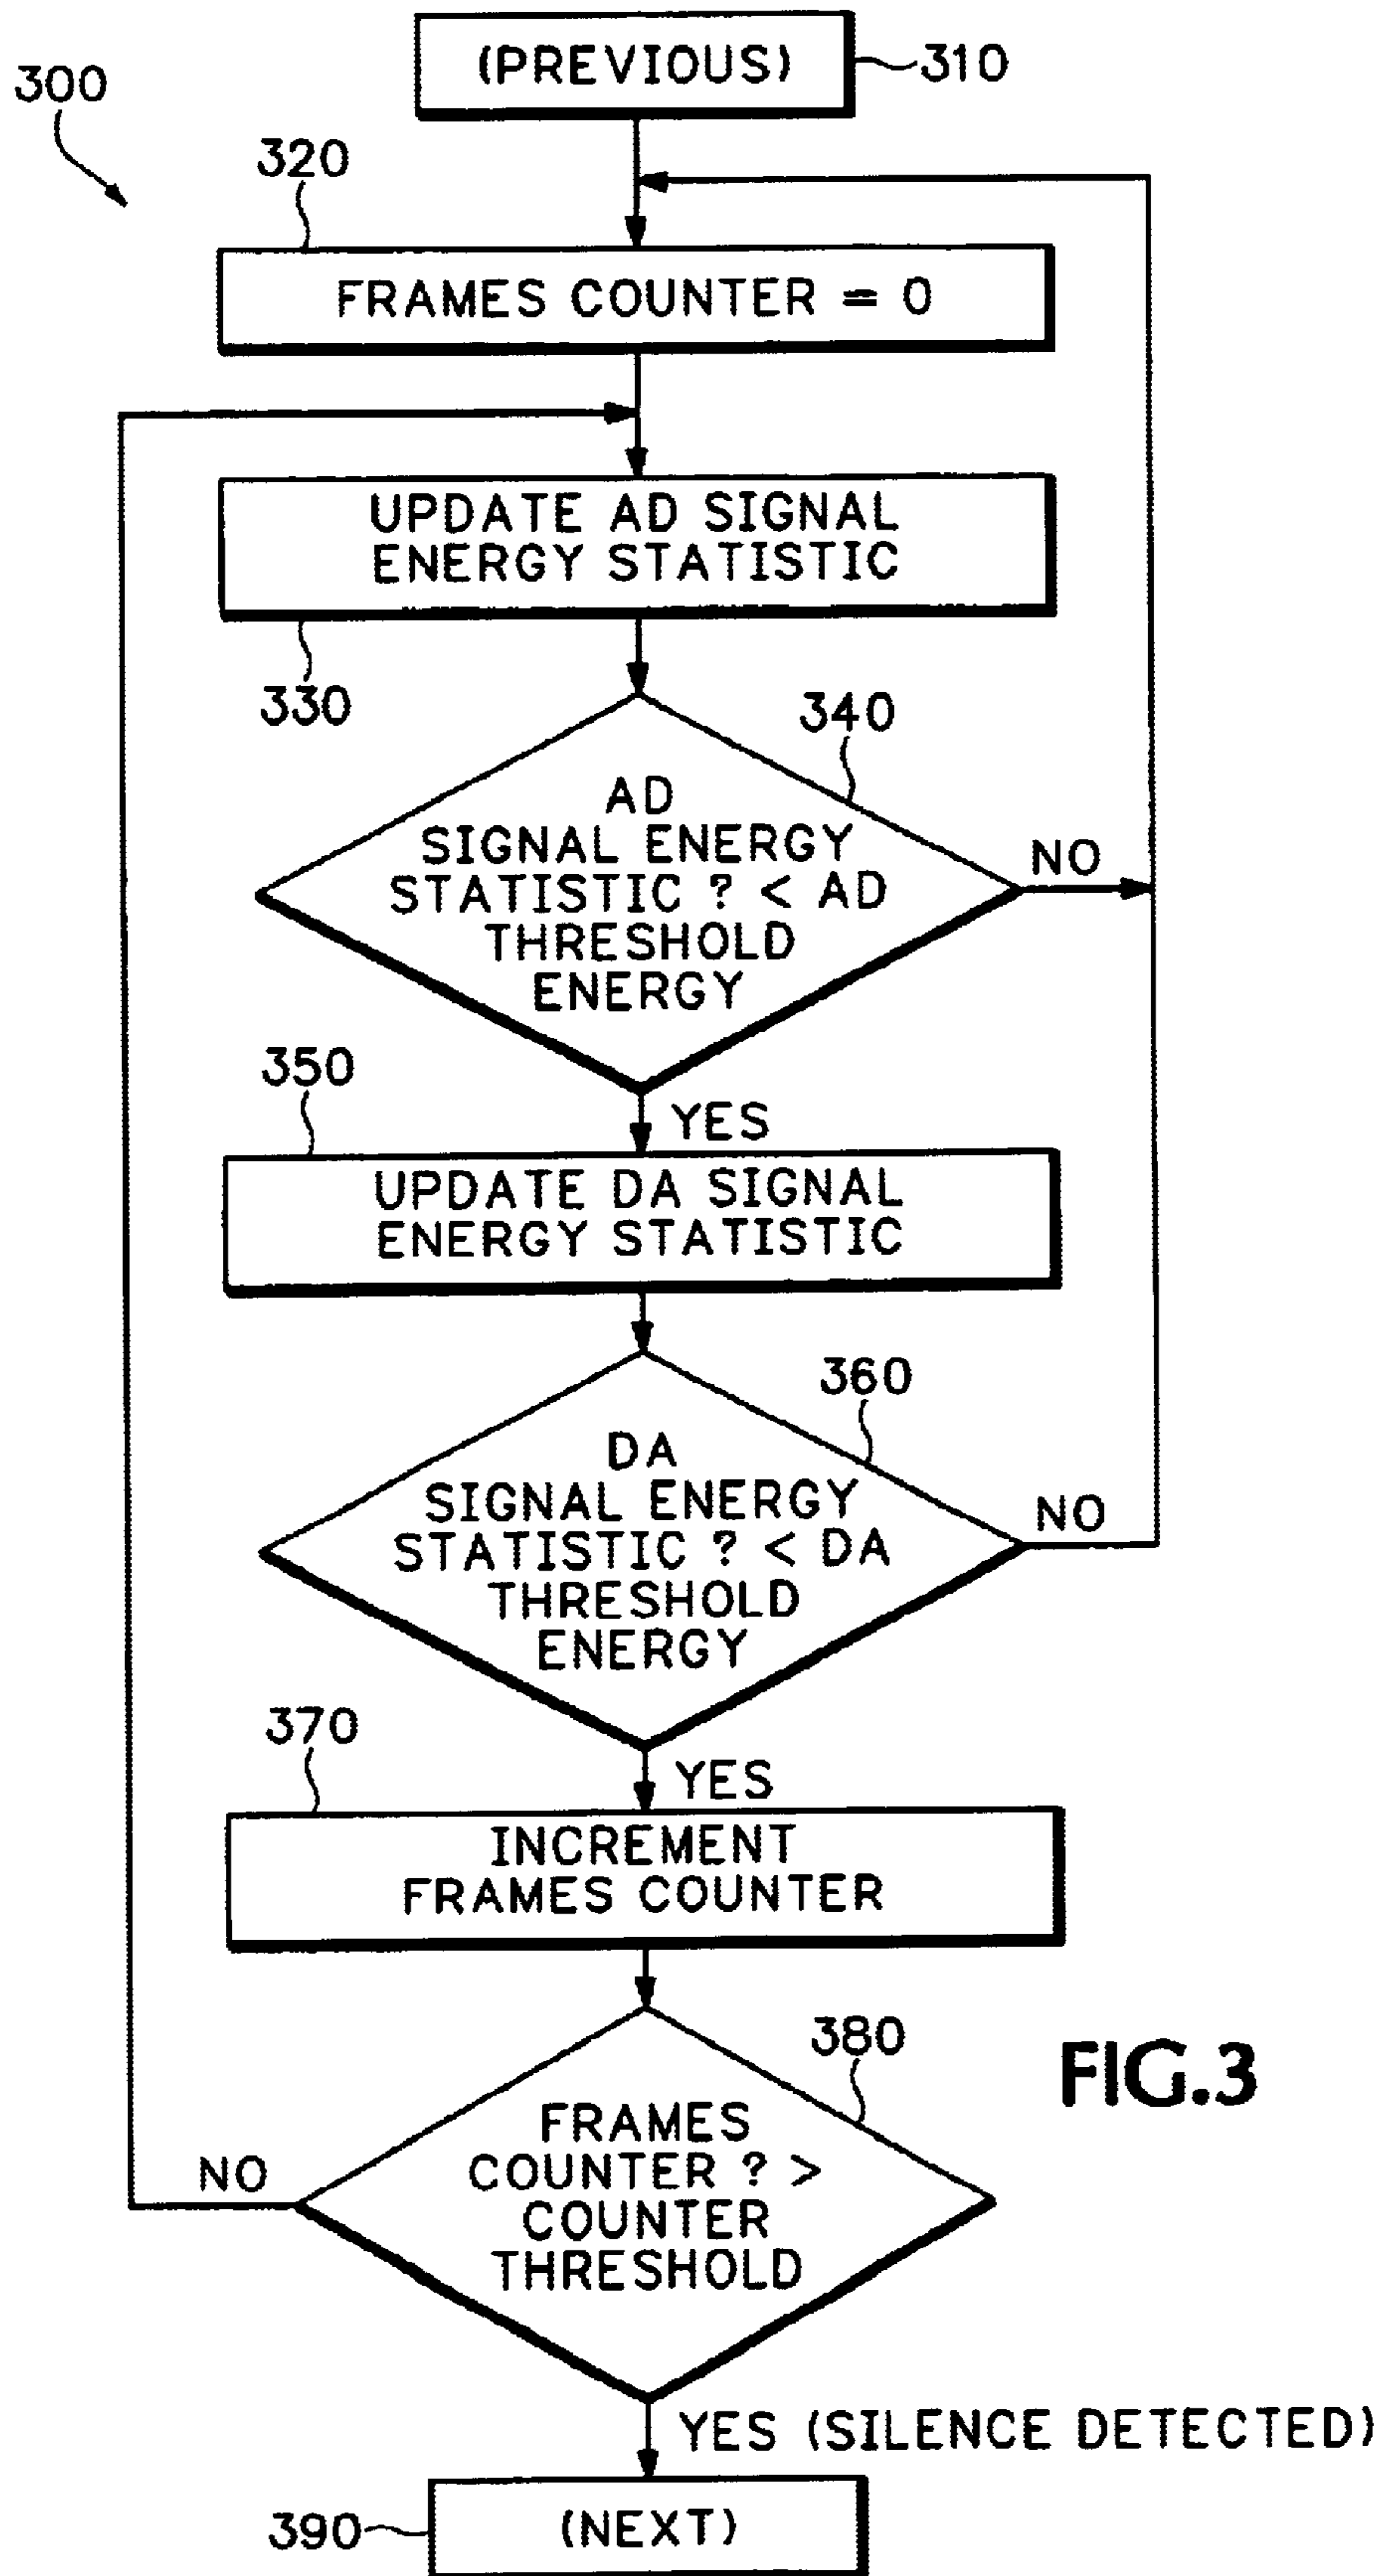 (PREVIOUS)
310
300
320
FRAMES COUNTER = 0
UPDATE AD SIGNAL
ENERGY STATISTIC
330
340
AD
SIGNAL ENERGY
STATISTIC ? < AD
THRESHOLD
ENERGY
NO
YES
350
UPDATE DA SIGNAL
ENERGY STATISTIC
360
DA
SIGNAL ENERGY
STATISTIC ? < DA
THRESHOLD
ENERGY
NO
YES
370
INCREMENT
FRAMES COUNTER
380
FRAMES
COUNTER ? >
COUNTER
THRESHOLD
NO
FIG.3
YES (SILENCE DETECTED)
(NEXT)
390